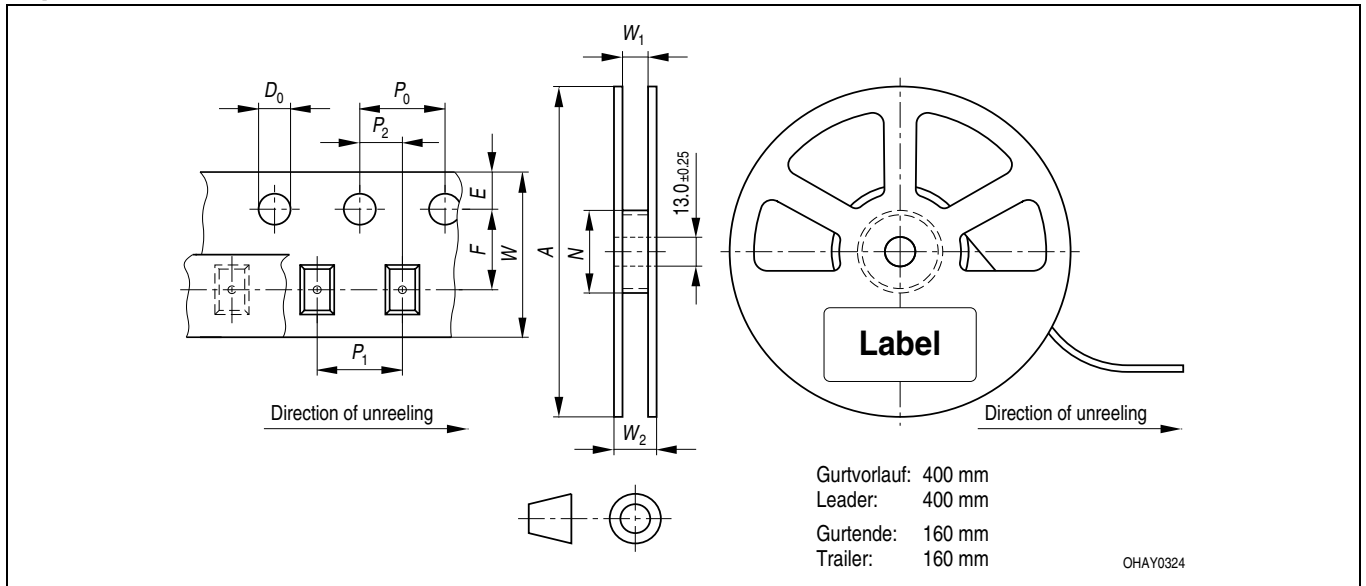 W₁
D₀
P₀
P₂
E
F
W
A
N
13.0±0.25
Label
P₁
Direction of unreeling
W₂
Direction of unreeling
Gurtvorlauf: 400 mm
Leader: 400 mm
Gurtende: 160 mm
Trailer: 160 mm
OHAY0324